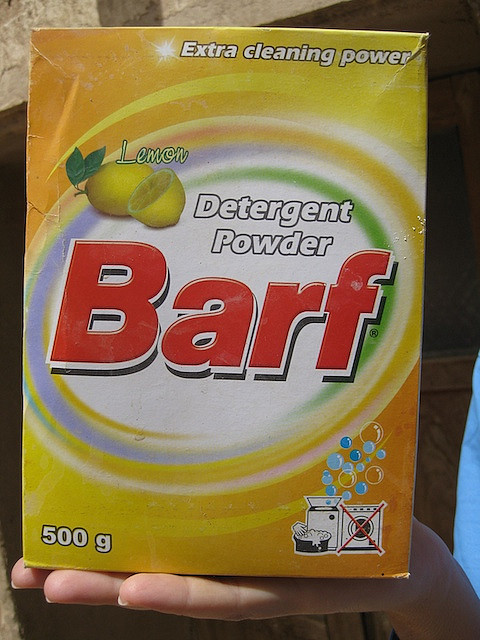 Extra cleaning power
Lemon
Detergent
Powder
Barf®
500 g